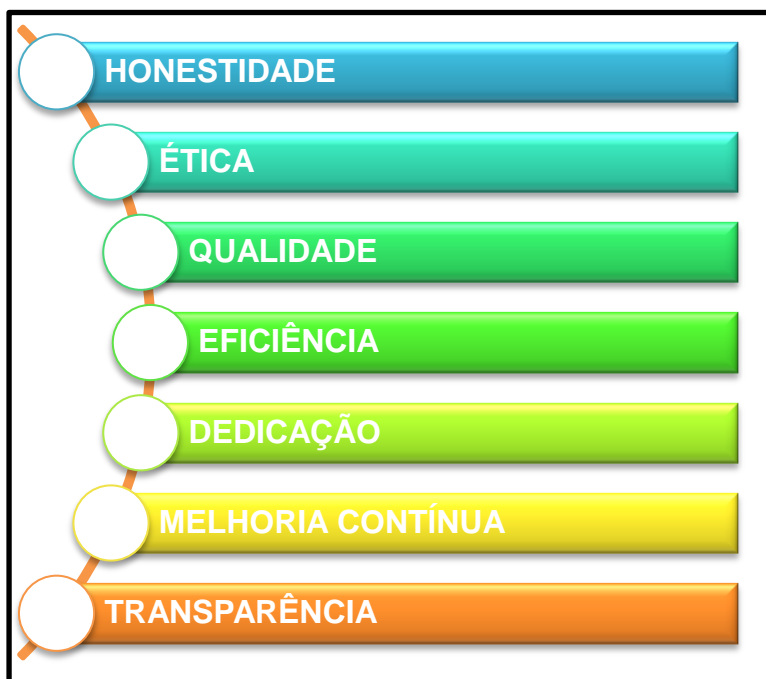 HONESTIDADE
ÉTICA
QUALIDADE
EFICIÊNCIA
DEDICAÇÃO
MELHORIA CONTÍNUA
TRANSPARÊNCIA